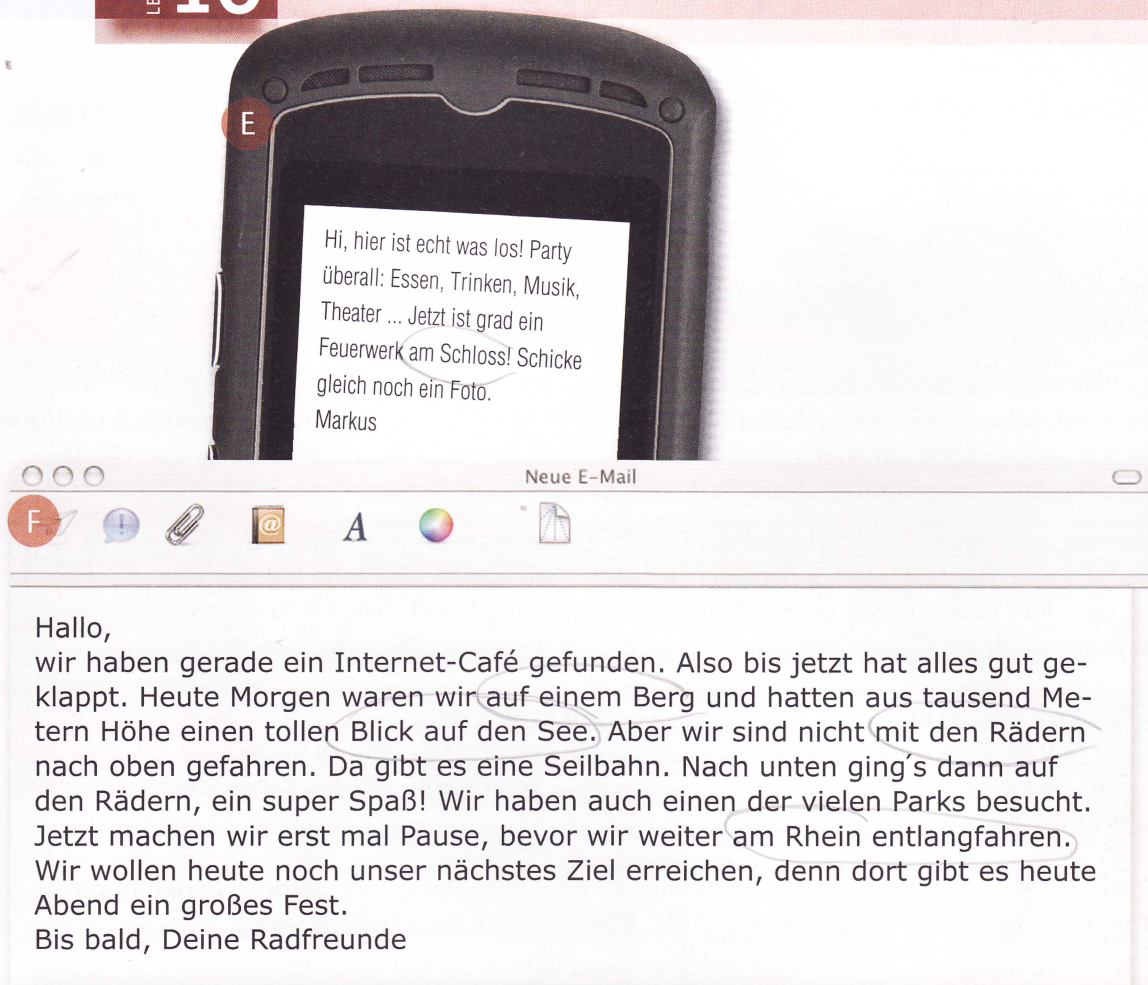 LE
10
E
Hi, hier ist echt was los! Party
überall: Essen, Trinken, Musik,
Theater ... Jetzt ist grad ein
Feuerwerk am Schloss! Schicke
gleich noch ein Foto.
Markus
Neue E-Mail
F
@
A
Hallo,
wir haben gerade ein Internet-Café gefunden. Also bis jetzt hat alles gut ge-
klappt. Heute Morgen waren wir auf einem Berg und hatten aus tausend Me-
tern Höhe einen tollen Blick auf den See. Aber wir sind nicht mit den Rädern
nach oben gefahren. Da gibt es eine Seilbahn. Nach unten ging´s dann auf
den Rädern, ein super Spaß! Wir haben auch einen der vielen Parks besucht.
Jetzt machen wir erst mal Pause, bevor wir weiter am Rhein entlangfahren.
Wir wollen heute noch unser nächstes Ziel erreichen, denn dort gibt es heute
Abend ein großes Fest.
Bis bald, Deine Radfreunde